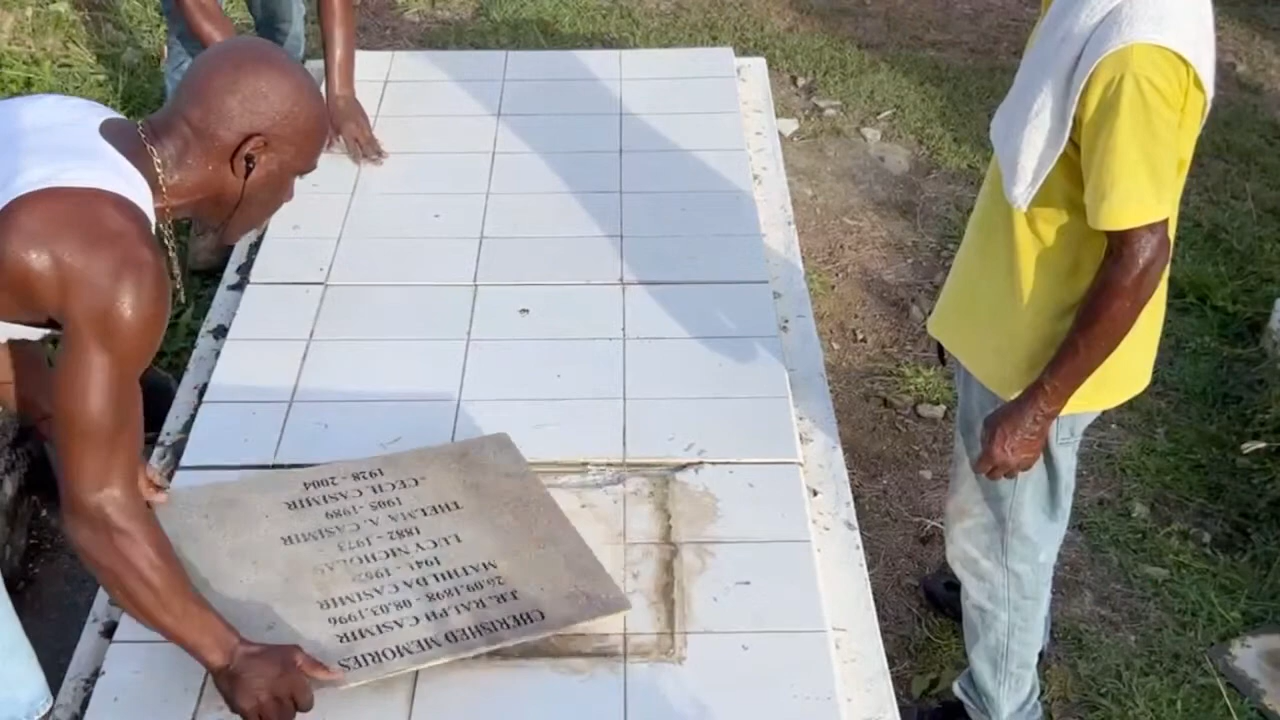 CHERISHED MEMORIES
J.R. RALPH CASIMIR
26.09.1898 - 08.03.1996
MATHILDA CASIMIR
1941 - 1952
LUCY NICHOLAS
1882 - 1973
THELMA A. CASIMIR
1905 - 1989
CECIL CASIMIR
1928 - 2004